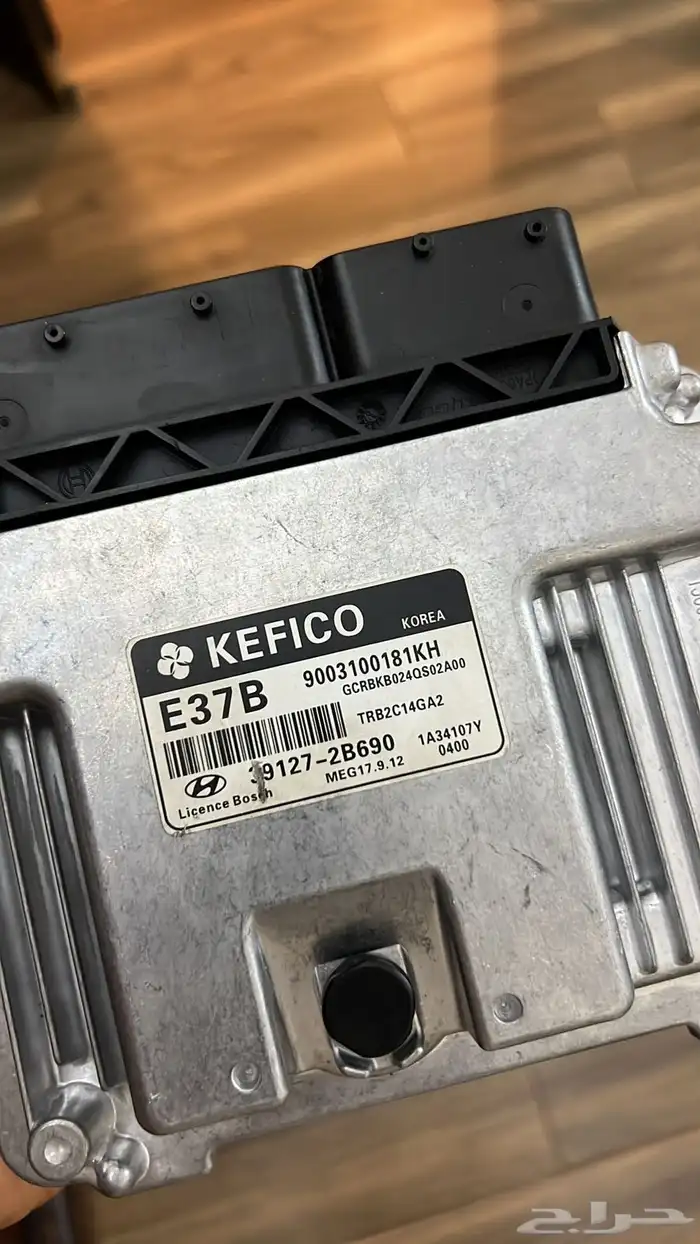 KEFICO KOREA
E37B 9003100181KH
GCRBKB024QS02A00
TRB2C14GA2
39127-2B690 1A34107Y
MEG17.9.12 0400
Licence Bosch
حراج